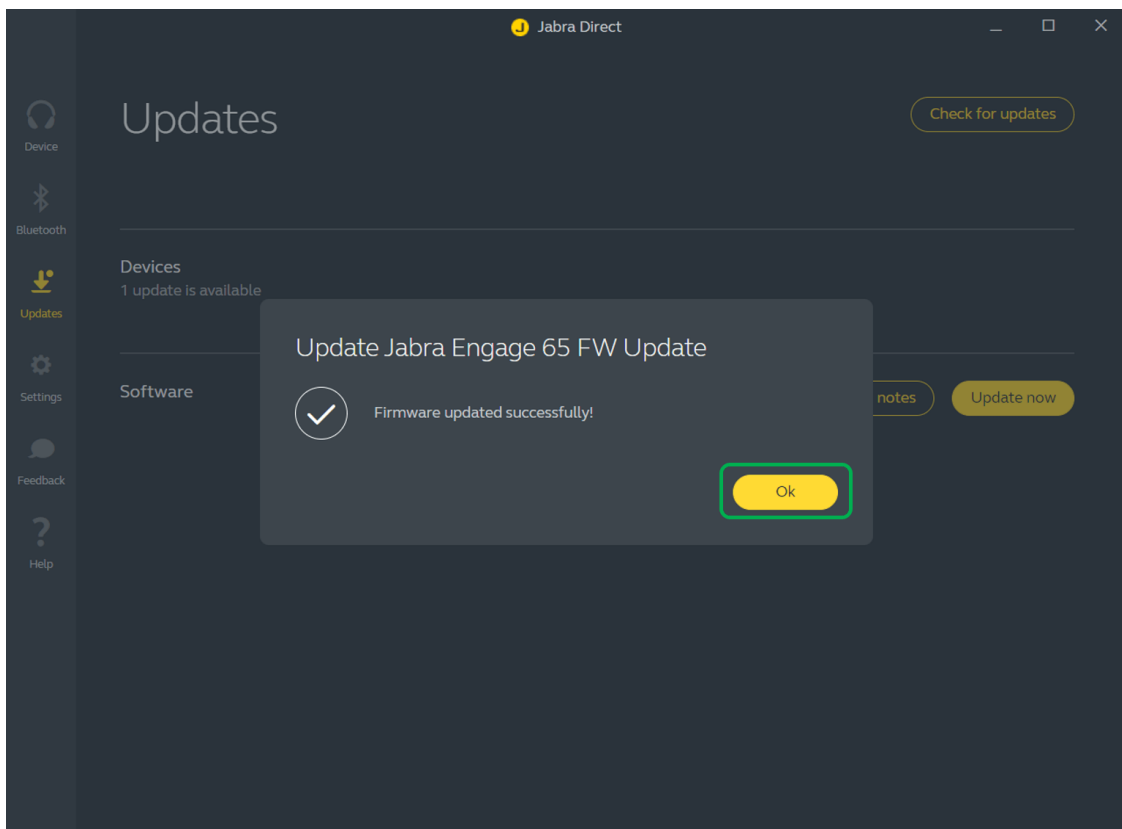 Jabra Direct
Updates
Check for updates
Device
Bluetooth
Updates
Settings
Feedback
Help
Devices
1 update is available
Software
notes
Update now
Update Jabra Engage 65 FW Update
Firmware updated successfully!
Ok